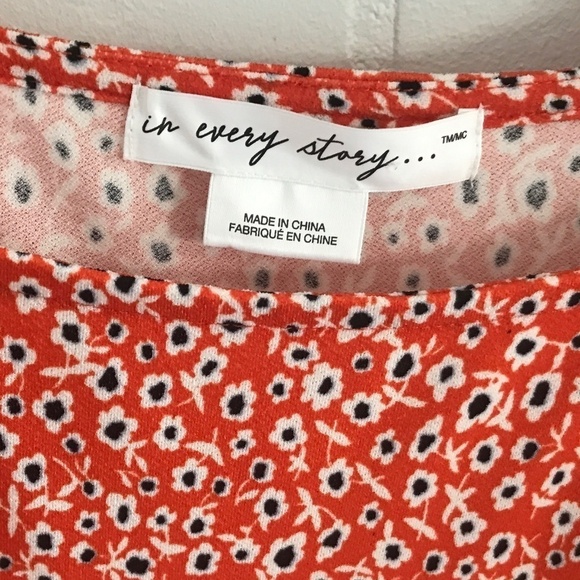 in every story... TM/MC
MADE IN CHINA
FABRIQUÉ EN CHINE